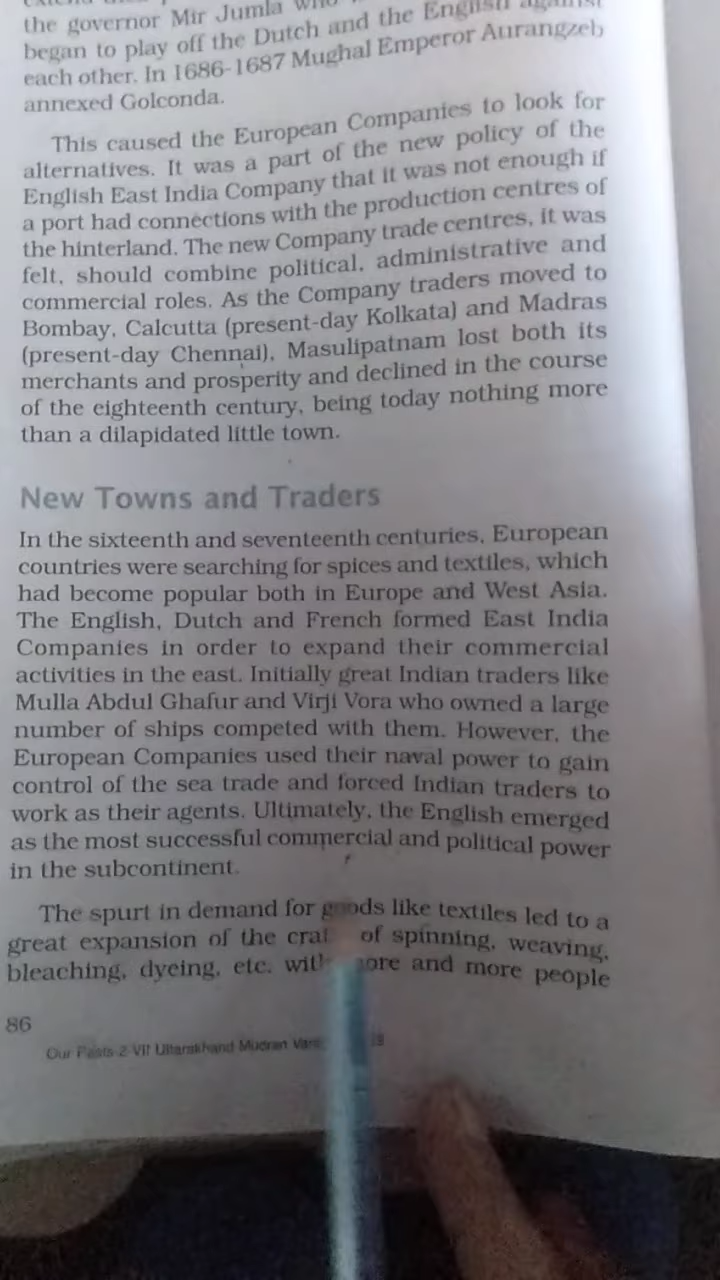 the governor Mir Jumla
began to play off the Dutch and the English against
each other. In 1686-1687 Mughal Emperor Aurangzeb
annexed Golconda.
This caused the European Companies to look for
alternatives. It was a part of the new policy of the
English East India Company that it was not enough if
a port had connections with the production centres of
the hinterland. The new Company trade centres, it was
felt, should combine political, administrative and
commercial roles. As the Company traders moved to
Bombay, Calcutta (present-day Kolkata) and Madras
(present-day Chennai), Masulipatnam lost both its
merchants and prosperity and declined in the course
of the eighteenth century, being today nothing more
than a dilapidated little town.
New Towns and Traders
In the sixteenth and seventeenth centuries, European
countries were searching for spices and textiles, which
had become popular both in Europe and West Asia.
The English, Dutch and French formed East India
Companies in order to expand their commercial
activities in the east. Initially great Indian traders like
Mulla Abdul Ghafur and Virji Vora who owned a large
number of ships competed with them. However, the
European Companies used their naval power to gain
control of the sea trade and forced Indian traders to
work as their agents. Ultimately, the English emerged
as the most successful commercial and political power
in the subcontinent.
The spurt in demand for goods like textiles led to a
great expansion of the of spinning, weaving,
bleaching, dyeing, etc. with more and more people
86
Our Pasts-2 VII Uttarakhand Mudran